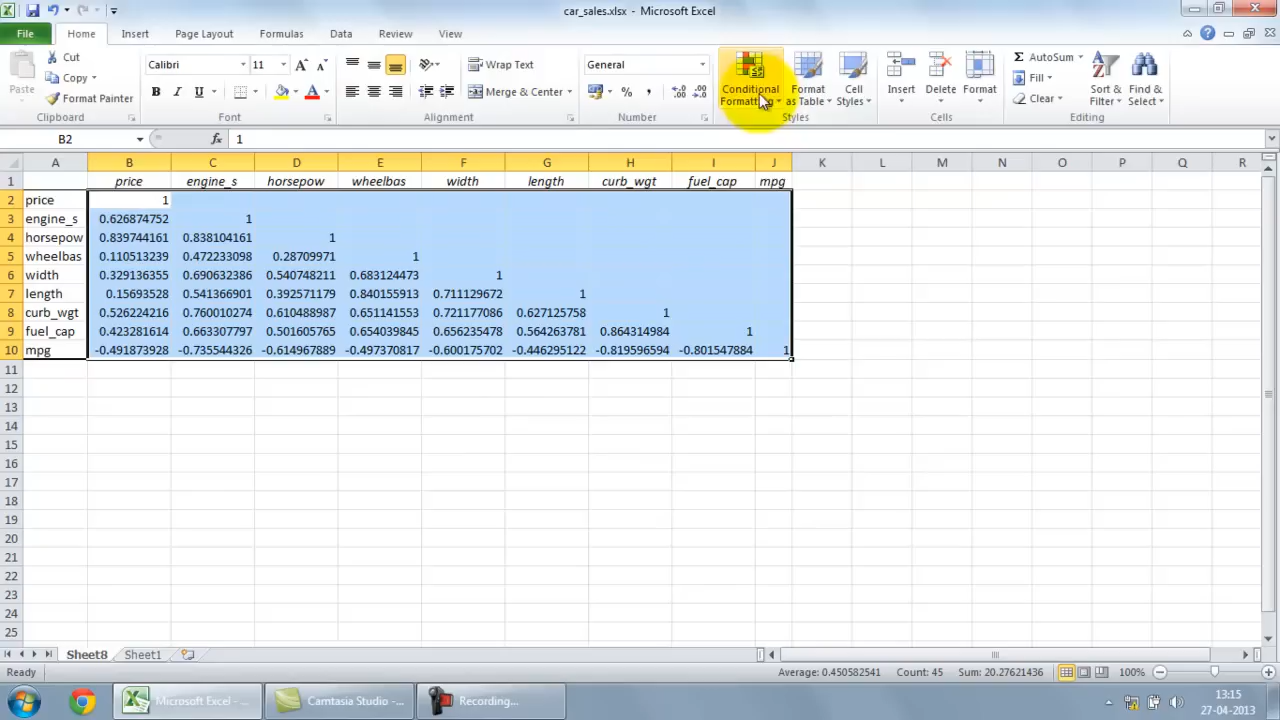 car_sales.xlsx - Microsoft Excel
File Home Insert Page Layout Formulas Data Review View
Cut
Copy
Format Painter
Paste
Clipboard
Calibri 11
B I U
Font
Wrap Text
Merge & Center
Alignment
General
% ,
Number
Conditional Formatting
Format as Table
Cell Styles
Styles
Insert Delete Format
Cells
AutoSum
Fill
Clear
Sort & Filter
Find & Select
Editing
B2 fx 1
A B C D E F G H I J K L M N O P Q R
1 price engine_s horsepow wheelbas width length curb_wgt fuel_cap mpg
2 price 1
3 engine_s 0.626874752 1
4 horsepow 0.839744161 0.838104161 1
5 wheelbas 0.110513239 0.472233098 0.28709971 1
6 width 0.329136355 0.690632386 0.540748211 0.683124473 1
7 length 0.15693528 0.541366901 0.392571179 0.840155913 0.711129672 1
8 curb_wgt 0.526224216 0.760010274 0.610488987 0.651141553 0.721177086 0.627125758 1
9 fuel_cap 0.423281614 0.663307797 0.501605765 0.654039845 0.656235478 0.564263781 0.864314984 1
10 mpg -0.491873928 -0.735544326 -0.614967889 -0.497370817 -0.600175702 -0.446295122 -0.819596594 -0.801547884 1
11
12
13
14
15
16
17
18
19
20
21
22
23
24
25
Sheet8 Sheet1
Ready Average: 0.450582541 Count: 45 Sum: 20.27621436 100%
Microsoft Excel - ... Camtasia Studio -... Recording... 13:15
27-04-2013